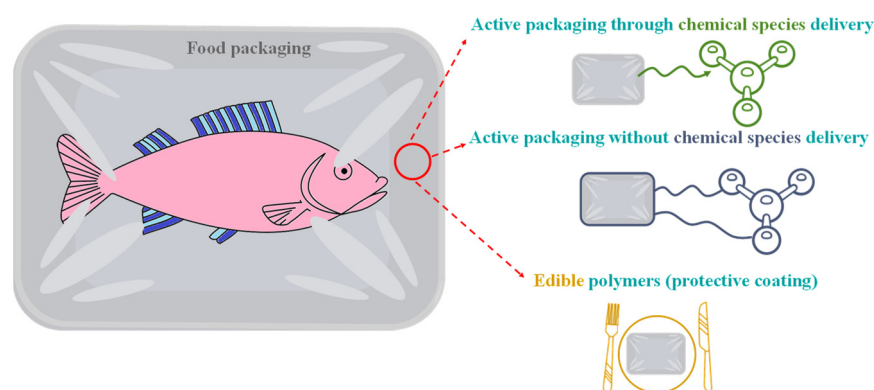 Food packaging
Active packaging through chemical species delivery
Active packaging without chemical species delivery
Edible polymers (protective coating)